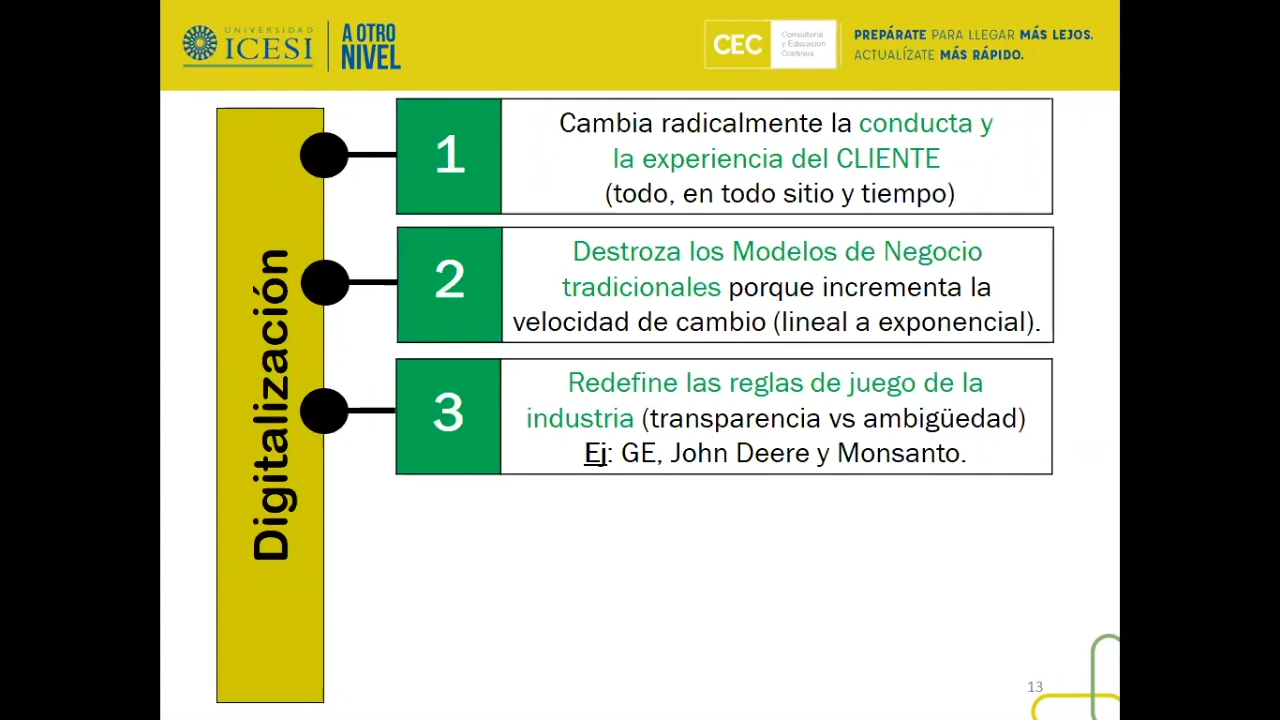 UNIVERSIDAD
ICESI
A OTRO
NIVEL
CEC
Consultoría
y Educación
Continua
PREPÁRATE PARA LLEGAR MÁS LEJOS.
ACTUALÍZATE MÁS RÁPIDO.
Digitalización
1
Cambia radicalmente la conducta y
la experiencia del CLIENTE
(todo, en todo sitio y tiempo)
2
Destroza los Modelos de Negocio
tradicionales porque incrementa la
velocidad de cambio (lineal a exponencial).
3
Redefine las reglas de juego de la
industria (transparencia vs ambigüedad)
Ej: GE, John Deere y Monsanto.
13